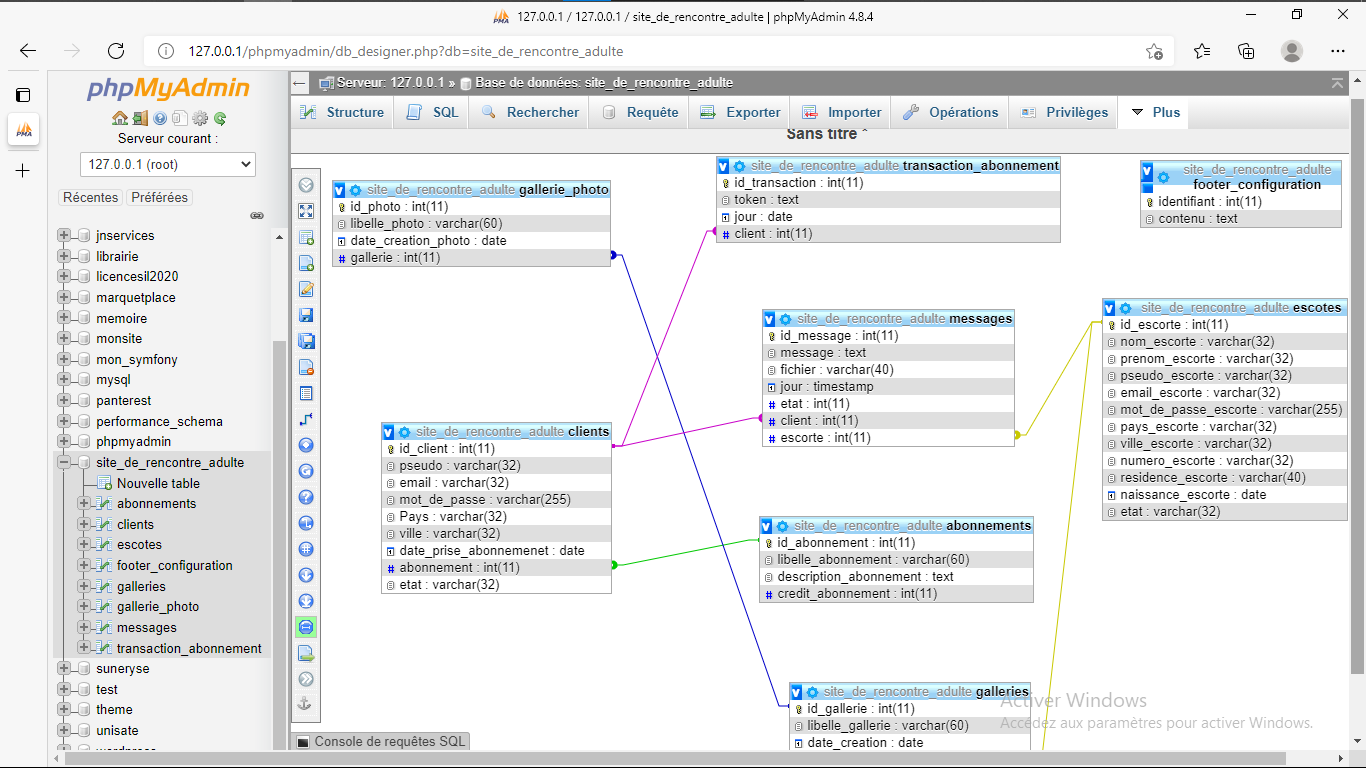 127.0.0.1 / 127.0.0.1 / site_de_rencontre_adulte | phpMyAdmin 4.8.4
127.0.0.1/phpmyadmin/db_designer.php?db=site_de_rencontre_adulte
phpMyAdmin
Serveur courant :
127.0.0.1 (root)
Récentes Préférées
jnservices
librairie
licencesil2020
marquetplace
memoire
monsite
mon_symfony
mysql
panterest
performance_schema
phpmyadmin
site_de_rencontre_adulte
Nouvelle table
abonnements
clients
escotes
footer_configuration
galleries
gallerie_photo
messages
transaction_abonnement
suneryse
test
theme
unisate
wordpress
Serveur: 127.0.0.1 » Base de données: site_de_rencontre_adulte
Structure SQL Rechercher Requête Exporter Importer Opérations Privilèges Plus
Sans titre *
site_de_rencontre_adulte gallerie_photo
id_photo : int(11)
libelle_photo : varchar(60)
date_creation_photo : date
gallerie : int(11)
site_de_rencontre_adulte transaction_abonnement
id_transaction : int(11)
token : text
jour : date
client : int(11)
site_de_rencontre_adulte
footer_configuration
identifiant : int(11)
contenu : text
site_de_rencontre_adulte messages
id_message : int(11)
message : text
fichier : varchar(40)
jour : timestamp
etat : int(11)
client : int(11)
escorte : int(11)
site_de_rencontre_adulte escotes
id_escorte : int(11)
nom_escorte : varchar(32)
prenom_escorte : varchar(32)
pseudo_escorte : varchar(32)
email_escorte : varchar(32)
mot_de_passe_escorte : varchar(255)
pays_escorte : varchar(32)
ville_escorte : varchar(32)
numero_escorte : varchar(32)
residence_escorte : varchar(40)
naissance_escorte : date
etat : varchar(32)
site_de_rencontre_adulte clients
id_client : int(11)
pseudo : varchar(32)
email : varchar(32)
mot_de_passe : varchar(255)
Pays : varchar(32)
ville : varchar(32)
date_prise_abonnemenet : date
abonnement : int(11)
etat : varchar(32)
site_de_rencontre_adulte abonnements
id_abonnement : int(11)
libelle_abonnement : varchar(60)
description_abonnement : text
credit_abonnement : int(11)
site_de_rencontre_adulte galleries
id_gallerie : int(11)
libelle_gallerie : varchar(60)
date_creation : date
Activer Windows
Accédez aux paramètres pour activer Windows.
Console de requêtes SQL